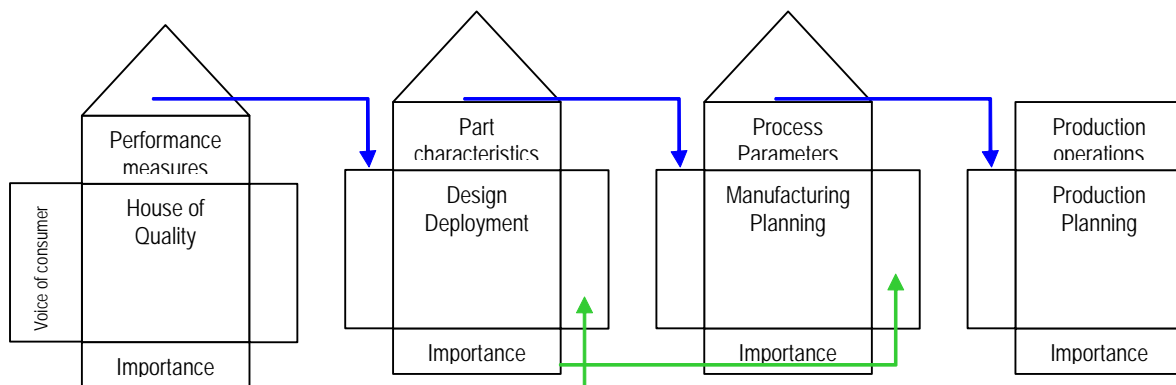 Performance
measures
Part
characteristics
Process
Parameters
Production
operations
Voice of consumer
House of
Quality
Design
Deployment
Manufacturing
Planning
Production
Planning
Importance
Importance
Importance